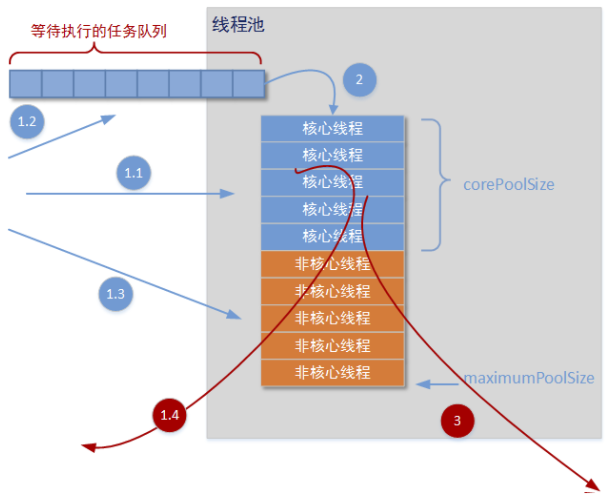 等待执行的任务队列
线程池
2
1.2
核心线程
核心线程
1.1
核心线程
corePoolSize
核心线程
核心线程
非核心线程
1.3
非核心线程
非核心线程
非核心线程
非核心线程
maximumPoolSize
1.4
3